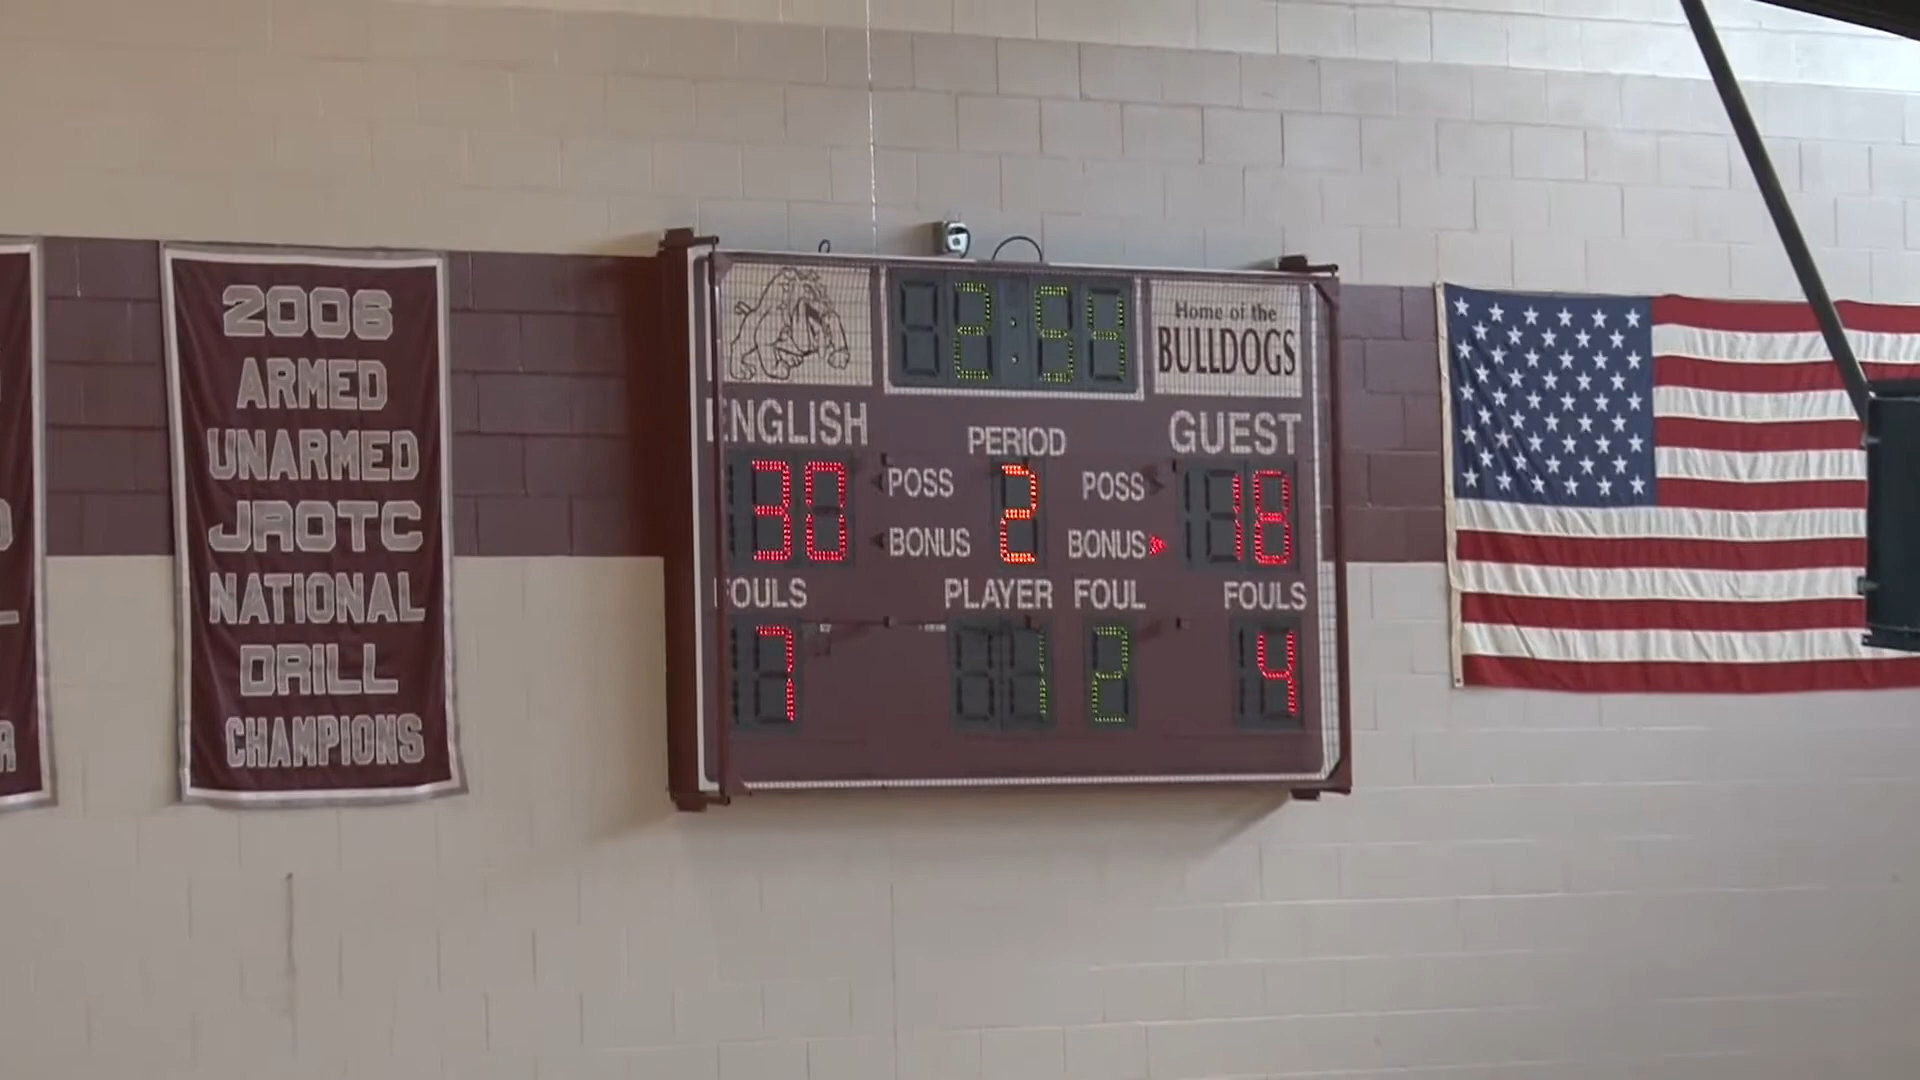 2006
ARMED
UNARMED
JROTC
NATIONAL
DRILL
CHAMPIONS
2:54
Home of the
BULLDOGS
ENGLISH
PERIOD
GUEST
30
POSS
2
POSS
18
BONUS
BONUS
FOULS
PLAYER
FOUL
FOULS
7
1
2
4